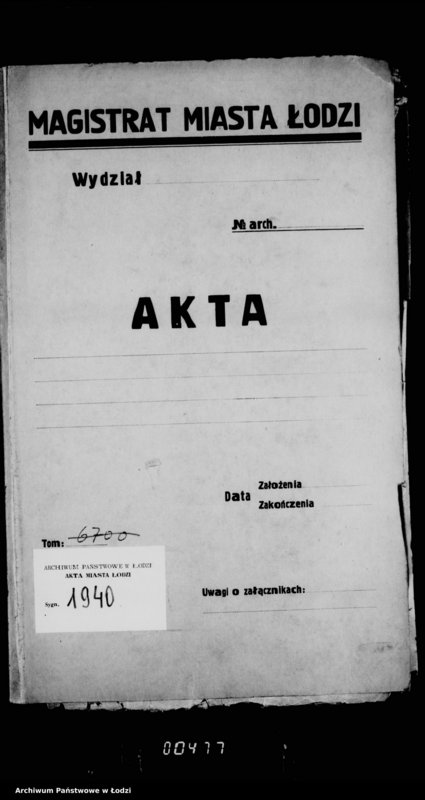 MAGISTRAT MIASTA ŁODZI
Wydział
№ arch.
AKTA
Data
Założenia
Zakończenia
Tom: 6700
ARCHIWUM PAŃSTWOWE W ŁODZI
AKTA MIASTA ŁODZI
Sygn. 1940
Uwagi o załącznikach:
00477
Archiwum Państwowe w Łodzi